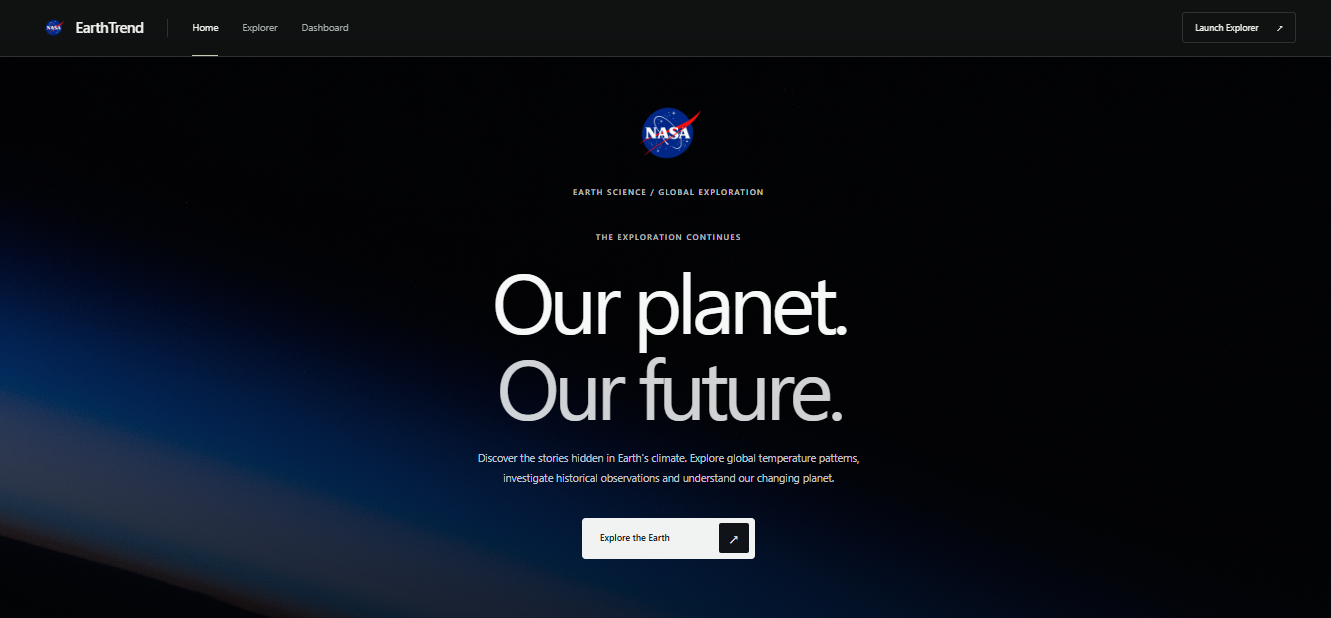 NASA EarthTrend Home Explorer Dashboard Launch Explorer ↗
NASA
EARTH SCIENCE / GLOBAL EXPLORATION
THE EXPLORATION CONTINUES
Our planet.
Our future.
Discover the stories hidden in Earth's climate. Explore global temperature patterns,
investigate historical observations and understand our changing planet.
Explore the Earth ↗